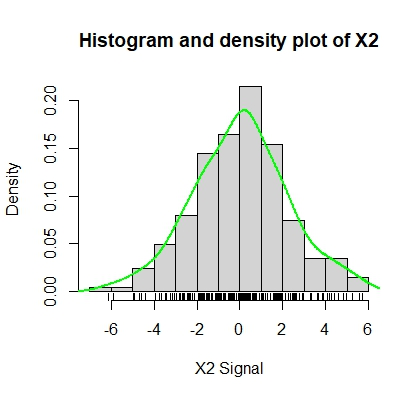 Histogram and density plot of X2
Density
0.00 0.05 0.10 0.15 0.20
-6 -4 -2 0 2 4 6
X2 Signal